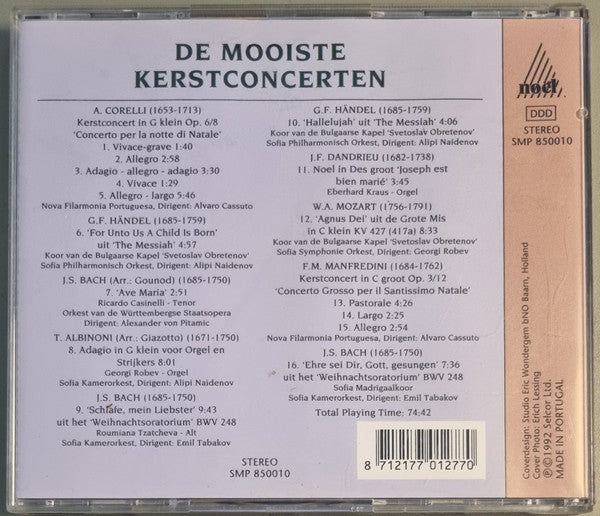 DE MOOISTE
KERSTCONCERTEN
A. CORELLI (1653-1713)
Kerstconcert in G klein Op. 6/8
'Concerto per la notte di Natale'
1. Vivace-grave 1:40
2. Allegro 2:58
3. Adagio - allegro - adagio 3:30
4. Vivace 1:29
5. Allegro - largo 5:46
Nova Filarmonia Portuguesa, Dirigent: Alvaro Cassuto
G.F. HÄNDEL (1685-1759)
6. 'For Unto Us A Child Is Born'
uit 'The Messiah' 4:57
Koor van de Bulgaarse Kapel 'Svetoslav Obretenov'
Sofia Philharmonisch Orkest, Dirigent: Alipi Naidenov
J.S. BACH (Arr.: Gounod) (1685-1750)
7. 'Ave Maria' 2:51
Ricardo Casinelli - Tenor
Orkest van de Württembergse Staatsopera
Dirigent: Alexander von Pitamic
T. ALBINONI (Arr.: Giazotto) (1671-1750)
8. Adagio in G klein voor Orgel en
Strijkers 8:01
Georgi Robev - Orgel
Sofia Kamerorkest, Dirigent: Alipi Naidenov
J.S. BACH (1685-1750)
9. 'Schläfe, mein Liebster' 9:43
uit het 'Weihnachtsoratorium' BWV 248
Roumiana Tzatcheva - Alt
Sofia Kamerorkest, Dirigent: Emil Tabakov
STEREO
SMP 850010
G.F. HÄNDEL (1685-1759)
10. 'Hallelujah' uit 'The Messiah' 4:06
Koor van de Bulgaarse Kapel 'Svetoslav Obretenov'
Sofia Philharmonisch Orkest, Dirigent: Alipi Naidenov
J.F. DANDRIEU (1682-1738)
11. Noel in Des groot 'Joseph est
bien marié' 3:45
Eberhard Kraus - Orgel
W.A. MOZART (1756-1791)
12. 'Agnus Dei' uit de Grote Mis
in C klein KV 427 (417a) 8:33
Koor van de Bulgaarse Kapel 'Svetoslav Obretenov'
Sofia Symphonie Orkest, Dirigent: Georgi Robev
F.M. MANFREDINI (1684-1762)
Kerstconcert in C groot Op. 3/12
'Concerto Grosso per il Santissimo Natale'
13. Pastorale 4:26
14. Largo 2:25
15. Allegro 2:54
Nova Filarmonia Portuguesa, Dirigent: Alvaro Cassuto
J.S. BACH (1685-1750)
16. 'Ehre sei Dir, Gott, gesungen' 7:36
uit het 'Weihnachtsoratorium' BWV 248
Sofia Madrigaalkoor
Sofia Kamerorkest, Dirigent: Emil Tabakov
Total Playing Time: 74:42
8 712177 012770
noël
DDD
STEREO
SMP 850010
Coverdesign: Studio Eric Wondergem bNO Baarn, Holland
Cover Photo: Erich Lessing
℗©1992 Selcor Ltd.
MADE IN PORTUGAL